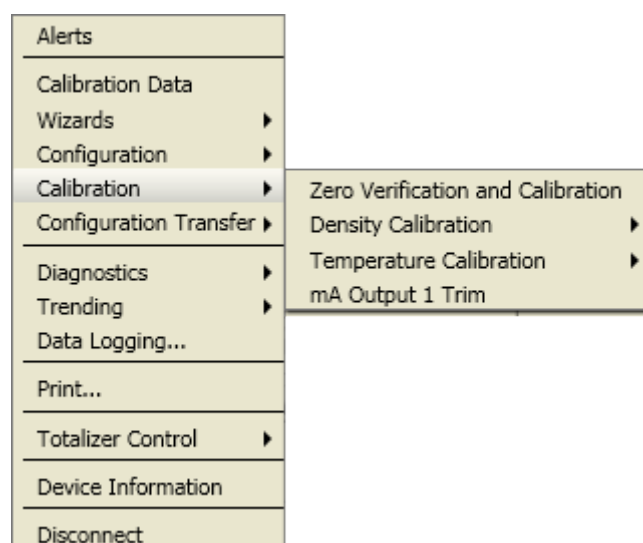 Alerts
Calibration Data
Wizards
Configuration
Calibration
Configuration Transfer
Diagnostics
Trending
Data Logging...
Print...
Totalizer Control
Device Information
Disconnect
Zero Verification and Calibration
Density Calibration
Temperature Calibration
mA Output 1 Trim